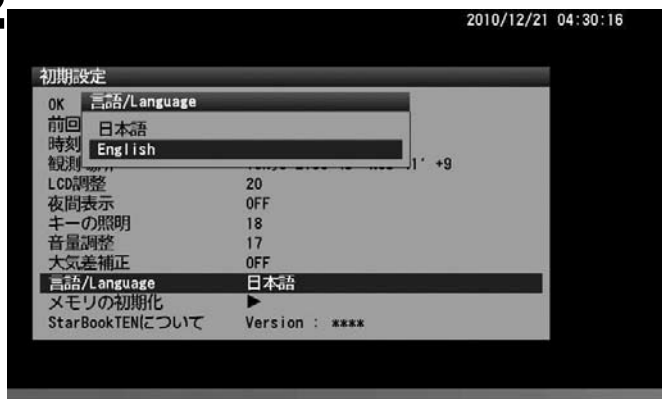 2010/12/21 04:30:16
初期設定
OK
言語/Language
前回
日本語
時刻
English
観測
+9
LCD調整 20
夜間表示 OFF
キーの照明 18
音量調整 17
大気差補正 OFF
言語/Language 日本語
メモリの初期化 ▶
StarBookTENについて Version : ****